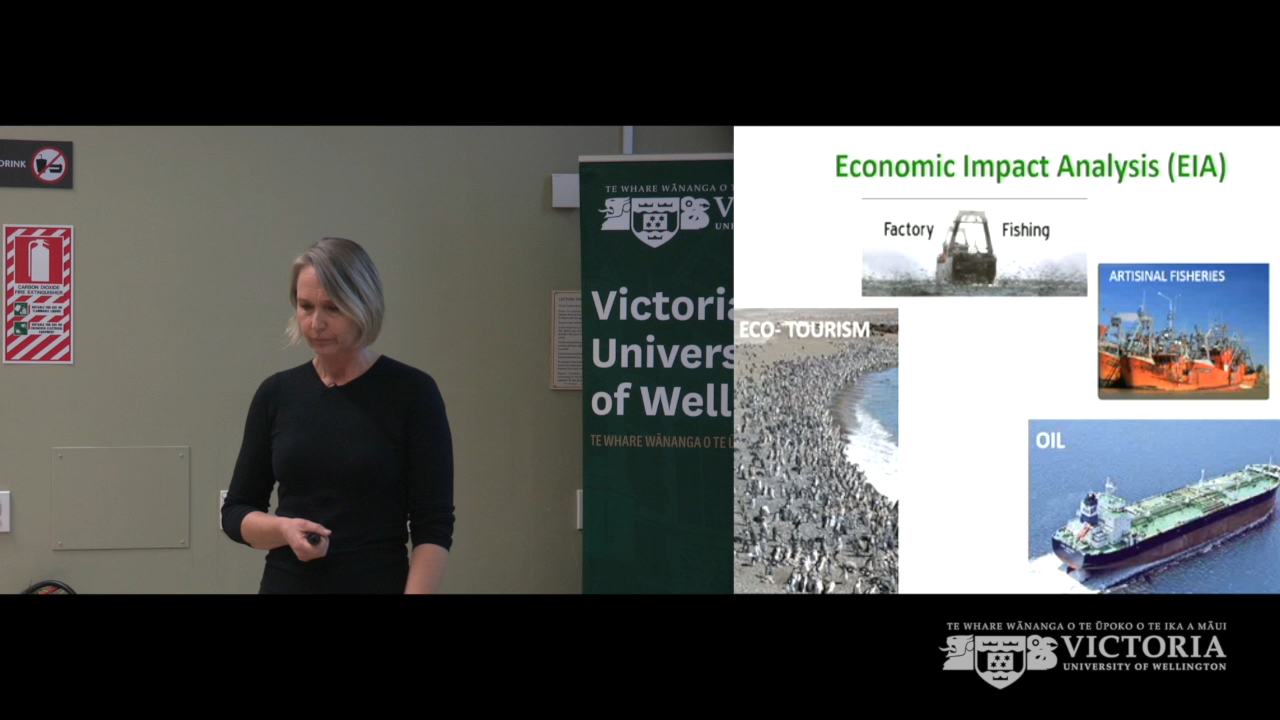 DRINK
CARBON DIOXIDE
FIRE EXTINGUISHER
TE WHARE WĀNANGA O
Victoria
Univers
of Well
TE WHARE WĀNANGA O TE
Economic Impact Analysis (EIA)
Factory Fishing
ARTISINAL FISHERIES
ECO- TOURISM
OIL
TE WHARE WĀNANGA O TE ŪPOKO O TE IKA A MĀUI
VICTORIA
UNIVERSITY OF WELLINGTON